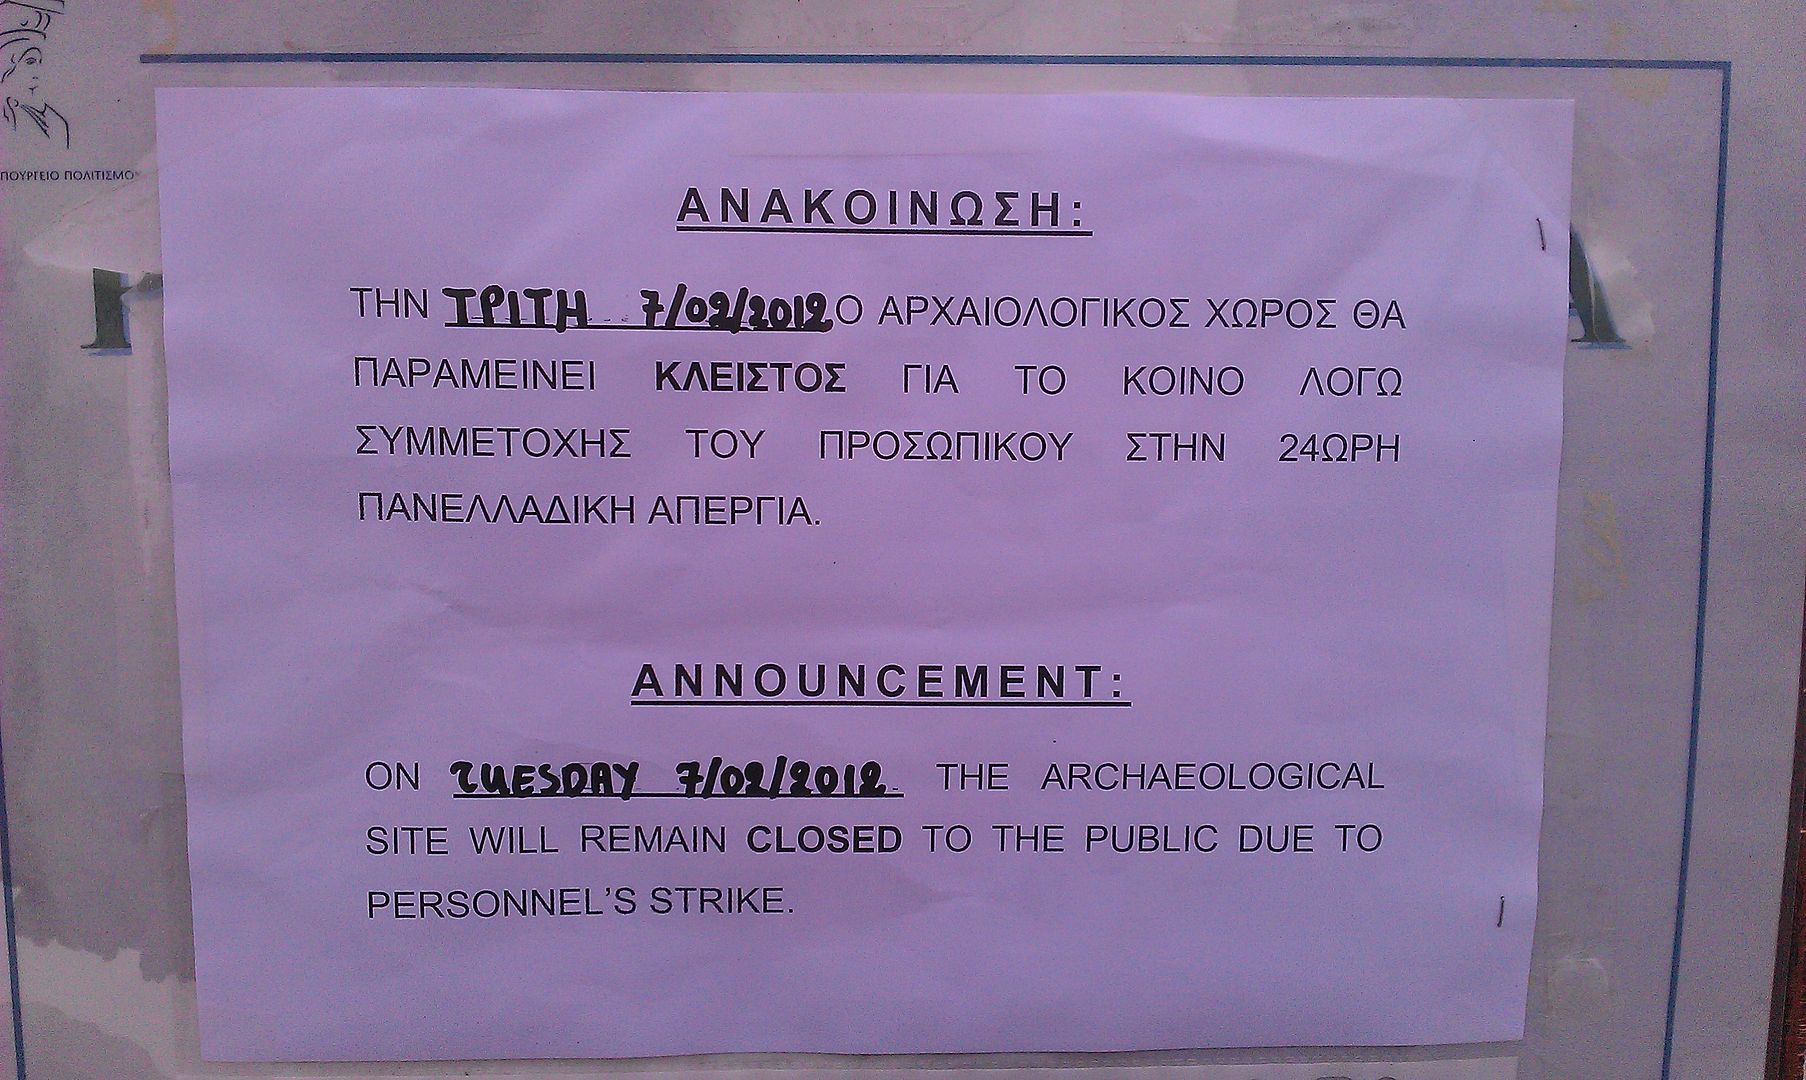 ΠΟΥΡΓΕΙΟ ΠΟΛΙΤΙΣΜΟΥ
ΑΝΑΚΟΙΝΩΣΗ:
ΤΗΝ ΤΡΙΤΗ 7/02/2012 Ο ΑΡΧΑΙΟΛΟΓΙΚΟΣ ΧΩΡΟΣ ΘΑ
ΠΑΡΑΜΕΙΝΕΙ ΚΛΕΙΣΤΟΣ ΓΙΑ ΤΟ ΚΟΙΝΟ ΛΟΓΩ
ΣΥΜΜΕΤΟΧΗΣ ΤΟΥ ΠΡΟΣΩΠΙΚΟΥ ΣΤΗΝ 24ΩΡΗ
ΠΑΝΕΛΛΑΔΙΚΗ ΑΠΕΡΓΙΑ.
ANNOUNCEMENT:
ON TUESDAY 7/02/2012 THE ARCHAEOLOGICAL
SITE WILL REMAIN CLOSED TO THE PUBLIC DUE TO
PERSONNEL'S STRIKE.